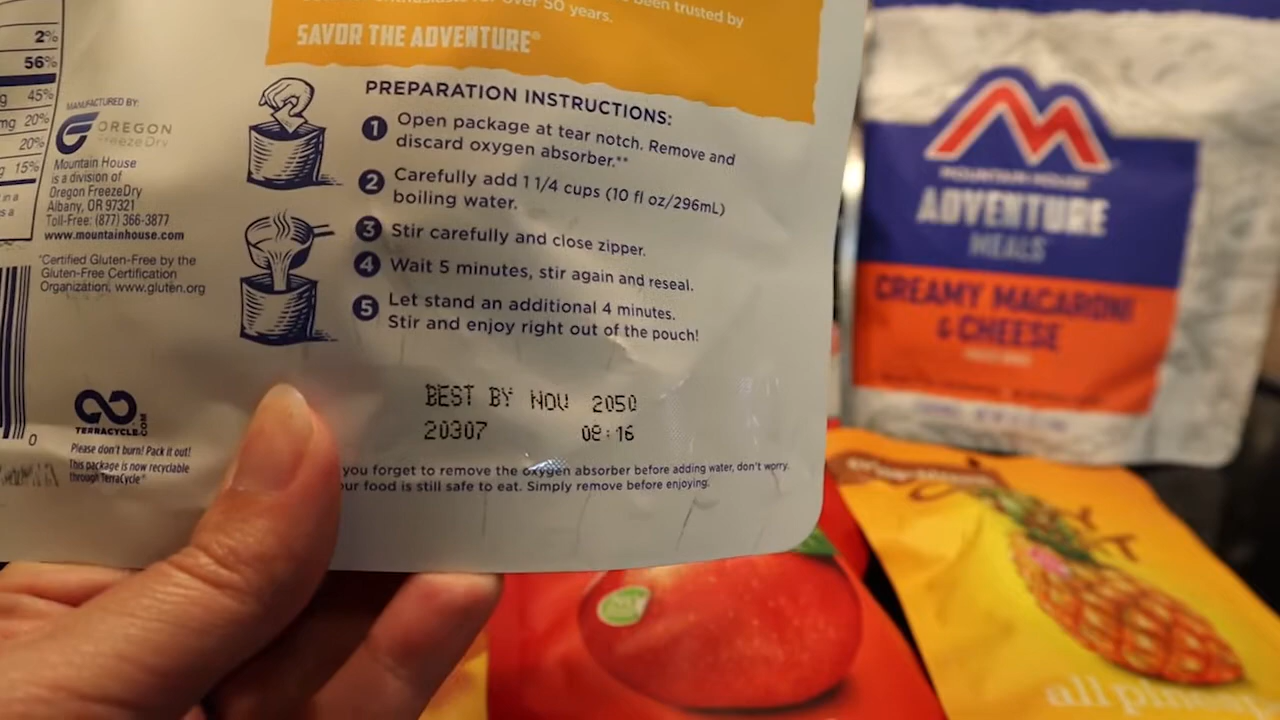 been trusted by
over 50 years.
SAVOR THE ADVENTURE®
2%
56%
45%
20%
20%
15%
MANUFACTURED BY:
OREGON
FreezeDry
Mountain House
is a division of
Oregon FreezeDry
Albany, OR 97321
Toll-Free: (877) 366-3877
www.mountainhouse.com
*Certified Gluten-Free by the
Gluten-Free Certification
Organization, www.gluten.org
PREPARATION INSTRUCTIONS:
1 Open package at tear notch. Remove and
discard oxygen absorber.**
2 Carefully add 1 1/4 cups (10 fl oz/296mL)
boiling water.
3 Stir carefully and close zipper.
4 Wait 5 minutes, stir again and reseal.
5 Let stand an additional 4 minutes.
Stir and enjoy right out of the pouch!
BEST BY NOV 2050
20307 08:16
TERRACYCLE.COM
Please don't burn! Pack it out!
This package is now recyclable
through TerraCycle®
0
you forget to remove the oxygen absorber before adding water, don't worry.
ur food is still safe to eat. Simply remove before enjoying.
MOUNTAIN HOUSE
ADVENTURE
MEALS
CREAMY MACARONI
& CHEESE
all